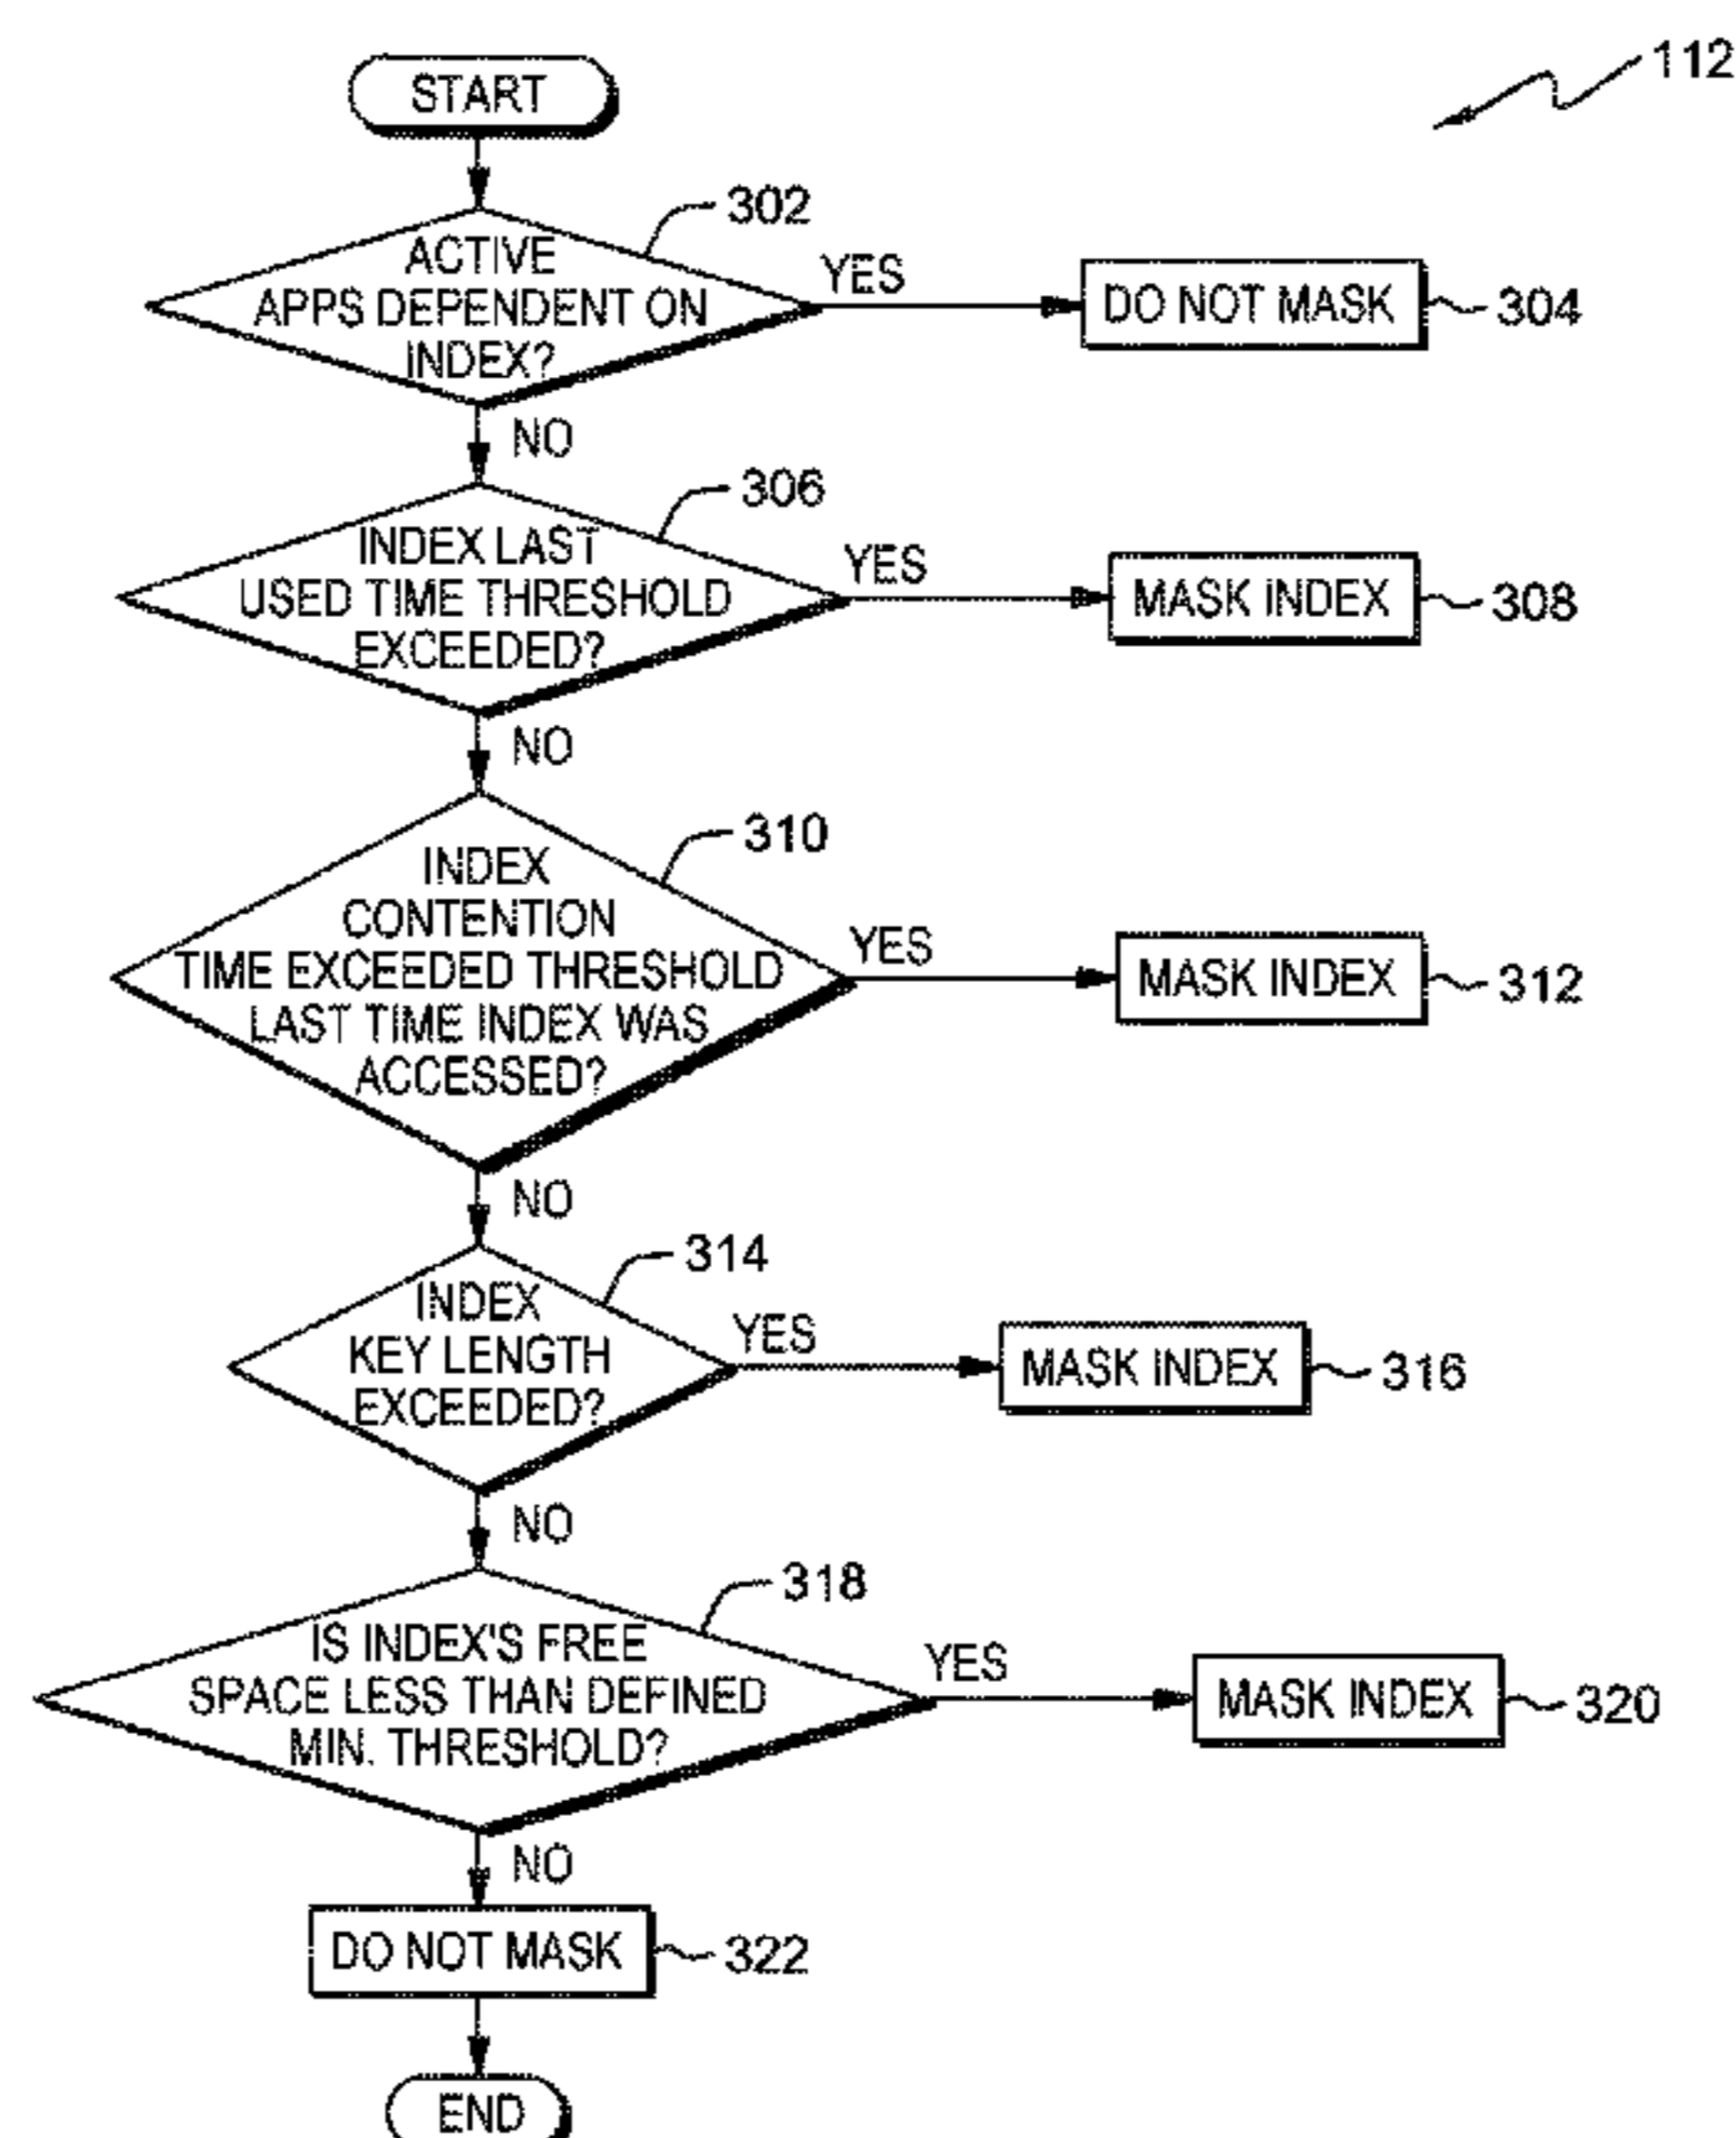 START
112
302
ACTIVE
APPS DEPENDENT ON
INDEX?
YES
DO NOT MASK
304
NO
306
INDEX LAST
USED TIME THRESHOLD
EXCEEDED?
YES
MASK INDEX
308
NO
310
INDEX
CONTENTION
TIME EXCEEDED THRESHOLD
LAST TIME INDEX WAS
ACCESSED?
YES
MASK INDEX
312
NO
314
INDEX
KEY LENGTH
EXCEEDED?
YES
MASK INDEX
316
NO
318
IS INDEX'S FREE
SPACE LESS THAN DEFINED
MIN. THRESHOLD?
YES
MASK INDEX
320
NO
DO NOT MASK
322
END